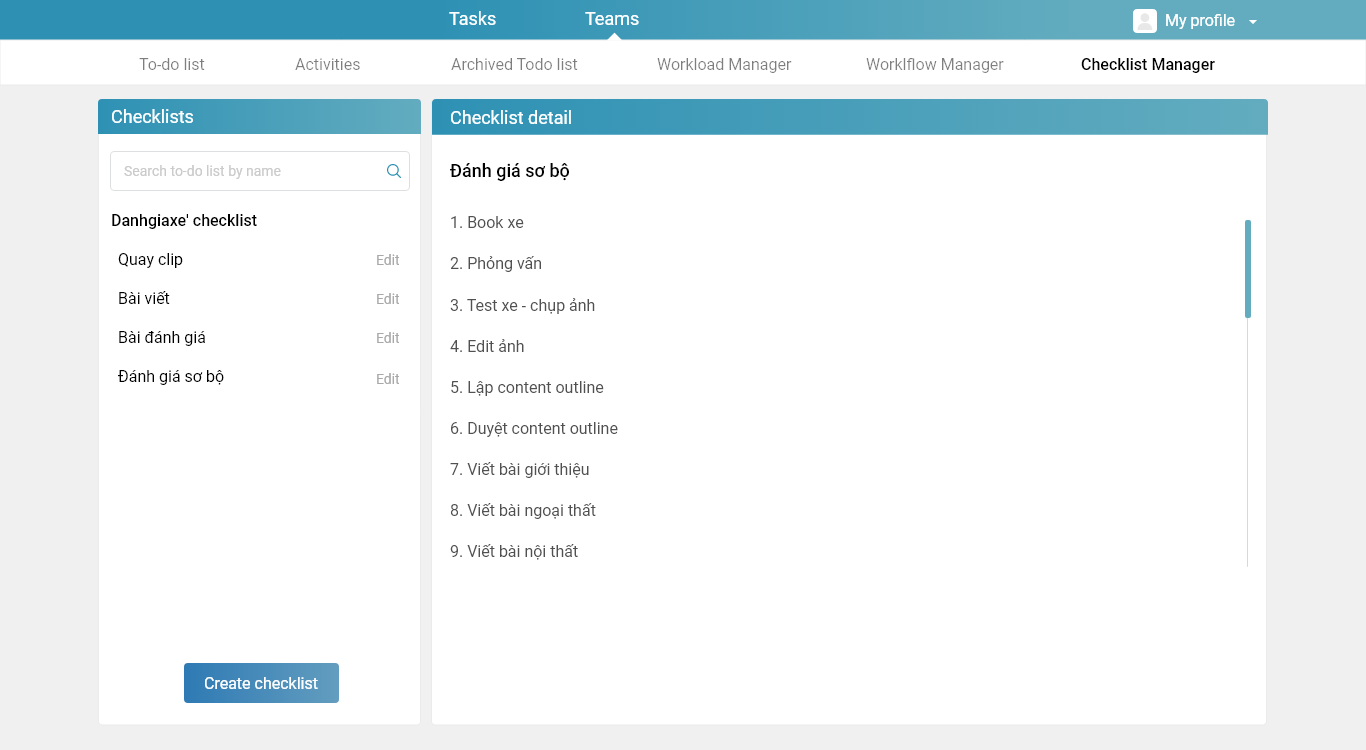 Tasks Teams My profile
To-do list Activities Archived Todo list Workload Manager Worklflow Manager Checklist Manager
Checklists
Search to-do list by name
Danhgiaxe' checklist
Quay clip Edit
Bài viết Edit
Bài đánh giá Edit
Đánh giá sơ bộ Edit
Create checklist
Checklist detail
Đánh giá sơ bộ
1. Book xe
2. Phỏng vấn
3. Test xe - chụp ảnh
4. Edit ảnh
5. Lập content outline
6. Duyệt content outline
7. Viết bài giới thiệu
8. Viết bài ngoại thất
9. Viết bài nội thất